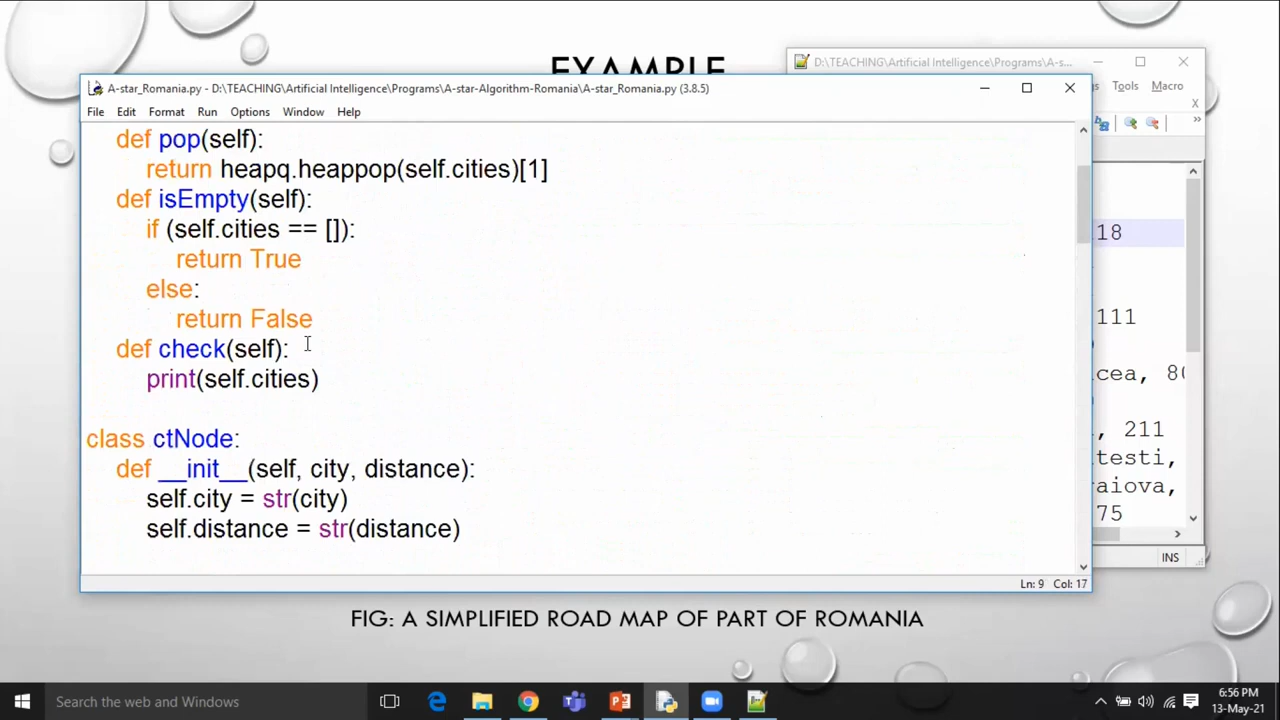 EXAMPLE
D:\TEACHING\Artificial Intelligence\Programs\A-s...
Tools Macro
X
A-star_Romania.py - D:\TEACHING\Artificial Intelligence\Programs\A-star-Algorithm-Romania\A-star_Romania.py (3.8.5)
File Edit Format Run Options Window Help
def pop(self):
return heapq.heappop(self.cities)[1]
def isEmpty(self):
if (self.cities == []):
return True
else:
return False
def check(self):
print(self.cities)
class ctNode:
def __init__(self, city, distance):
self.city = str(city)
self.distance = str(distance)
Ln: 9 Col: 17
18
111
cea, 80
, 211
testi,
raiova,
75
INS
FIG: A SIMPLIFIED ROAD MAP OF PART OF ROMANIA
Search the web and Windows
6:56 PM
13-May-21